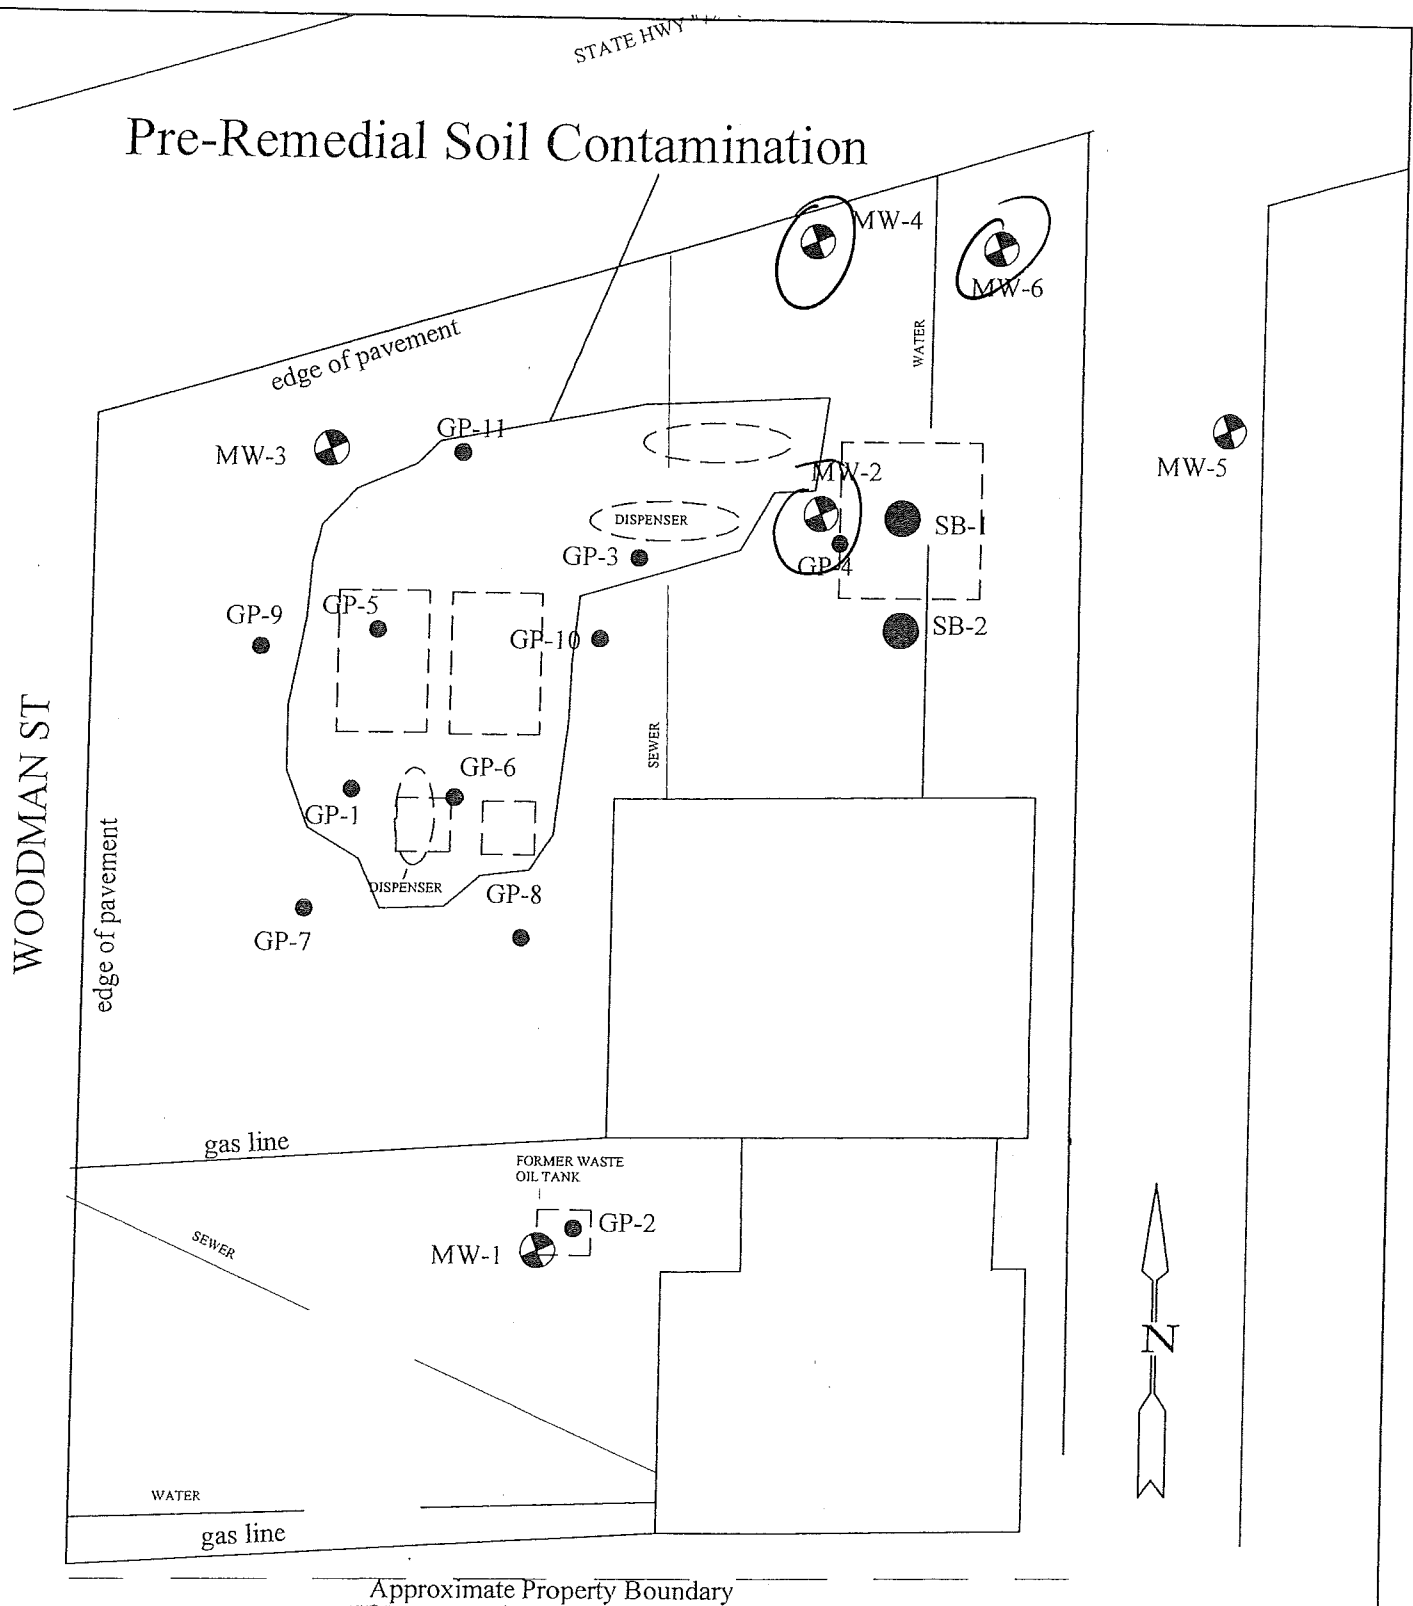 STATE HWY
Pre-Remedial Soil Contamination
MW-4
MW-6
WATER
edge of pavement
GP-11
MW-3
MW-2
MW-5
DISPENSER
SB-1
GP-3
GP-4
GP-9
GP-5
GP-10
SB-2
WOODMAN ST
SEWER
GP-6
GP-1
edge of pavement
DISPENSER
GP-8
GP-7
gas line
FORMER WASTE
OIL TANK
GP-2
SEWER
MW-1
N
WATER
gas line
Approximate Property Boundary